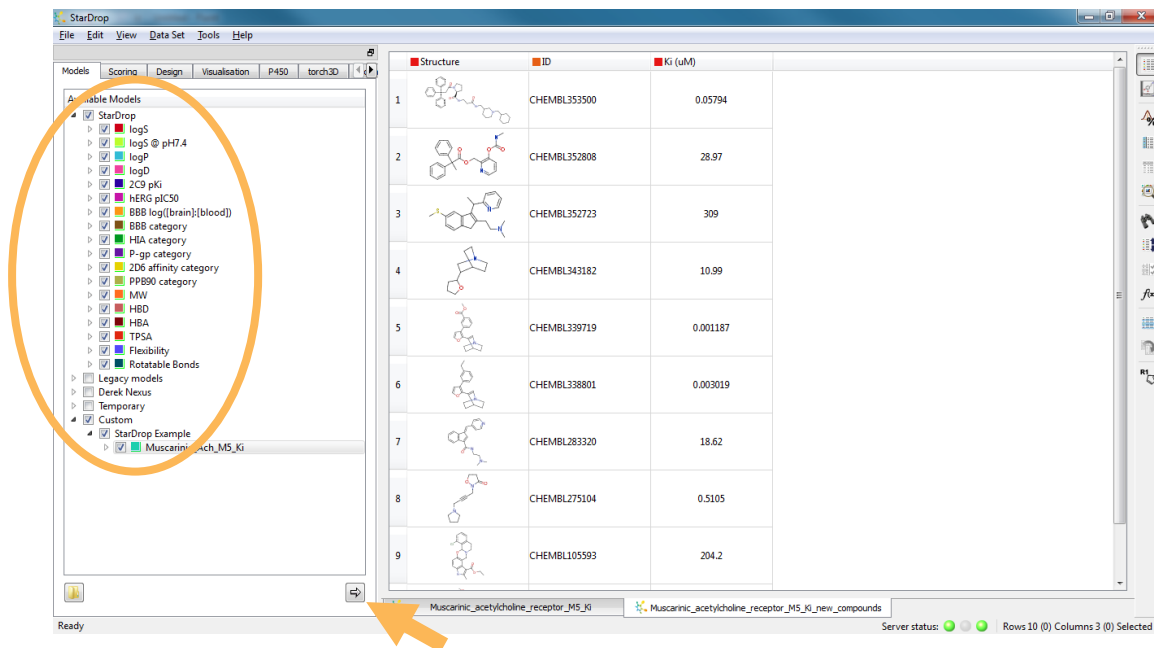 StarDrop
File Edit View Data Set Tools Help
Models Scoring Design Visualisation P450 torch3D
Available Models
StarDrop
logS
logS @ pH7.4
logP
logD
2C9 pKi
hERG pIC50
BBB log([brain]:[blood])
BBB category
HIA category
P-gp category
2D6 affinity category
PPB90 category
MW
HBD
HBA
TPSA
Flexibility
Rotatable Bonds
Legacy models
Derek Nexus
Temporary
Custom
StarDrop Example
Muscarinic_Ach_M5_Ki
Structure ID Ki (uM)
1 CHEMBL353500 0.05794
2 CHEMBL352808 28.97
3 CHEMBL352723 309
4 CHEMBL343182 10.99
5 CHEMBL339719 0.001187
6 CHEMBL338801 0.003019
7 CHEMBL283320 18.62
8 CHEMBL275104 0.5105
9 CHEMBL105593 204.2
Muscarinic_acetylcholine_receptor_M5_Ki Muscarinic_acetylcholine_receptor_M5_Ki_new_compounds
Ready Server status: Rows 10 (0) Columns 3 (0) Selected